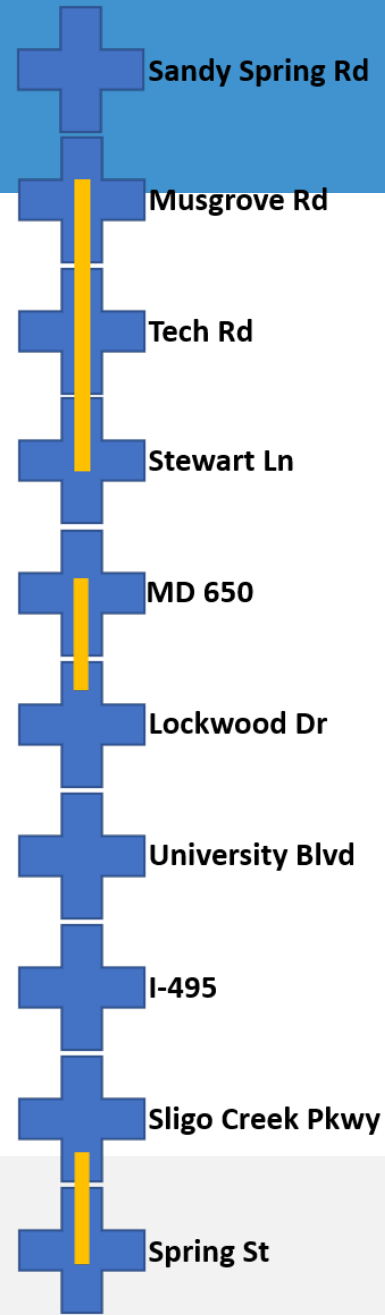 Sandy Spring Rd
Musgrove Rd
Tech Rd
Stewart Ln
MD 650
Lockwood Dr
University Blvd
I-495
Sligo Creek Pkwy
Spring St